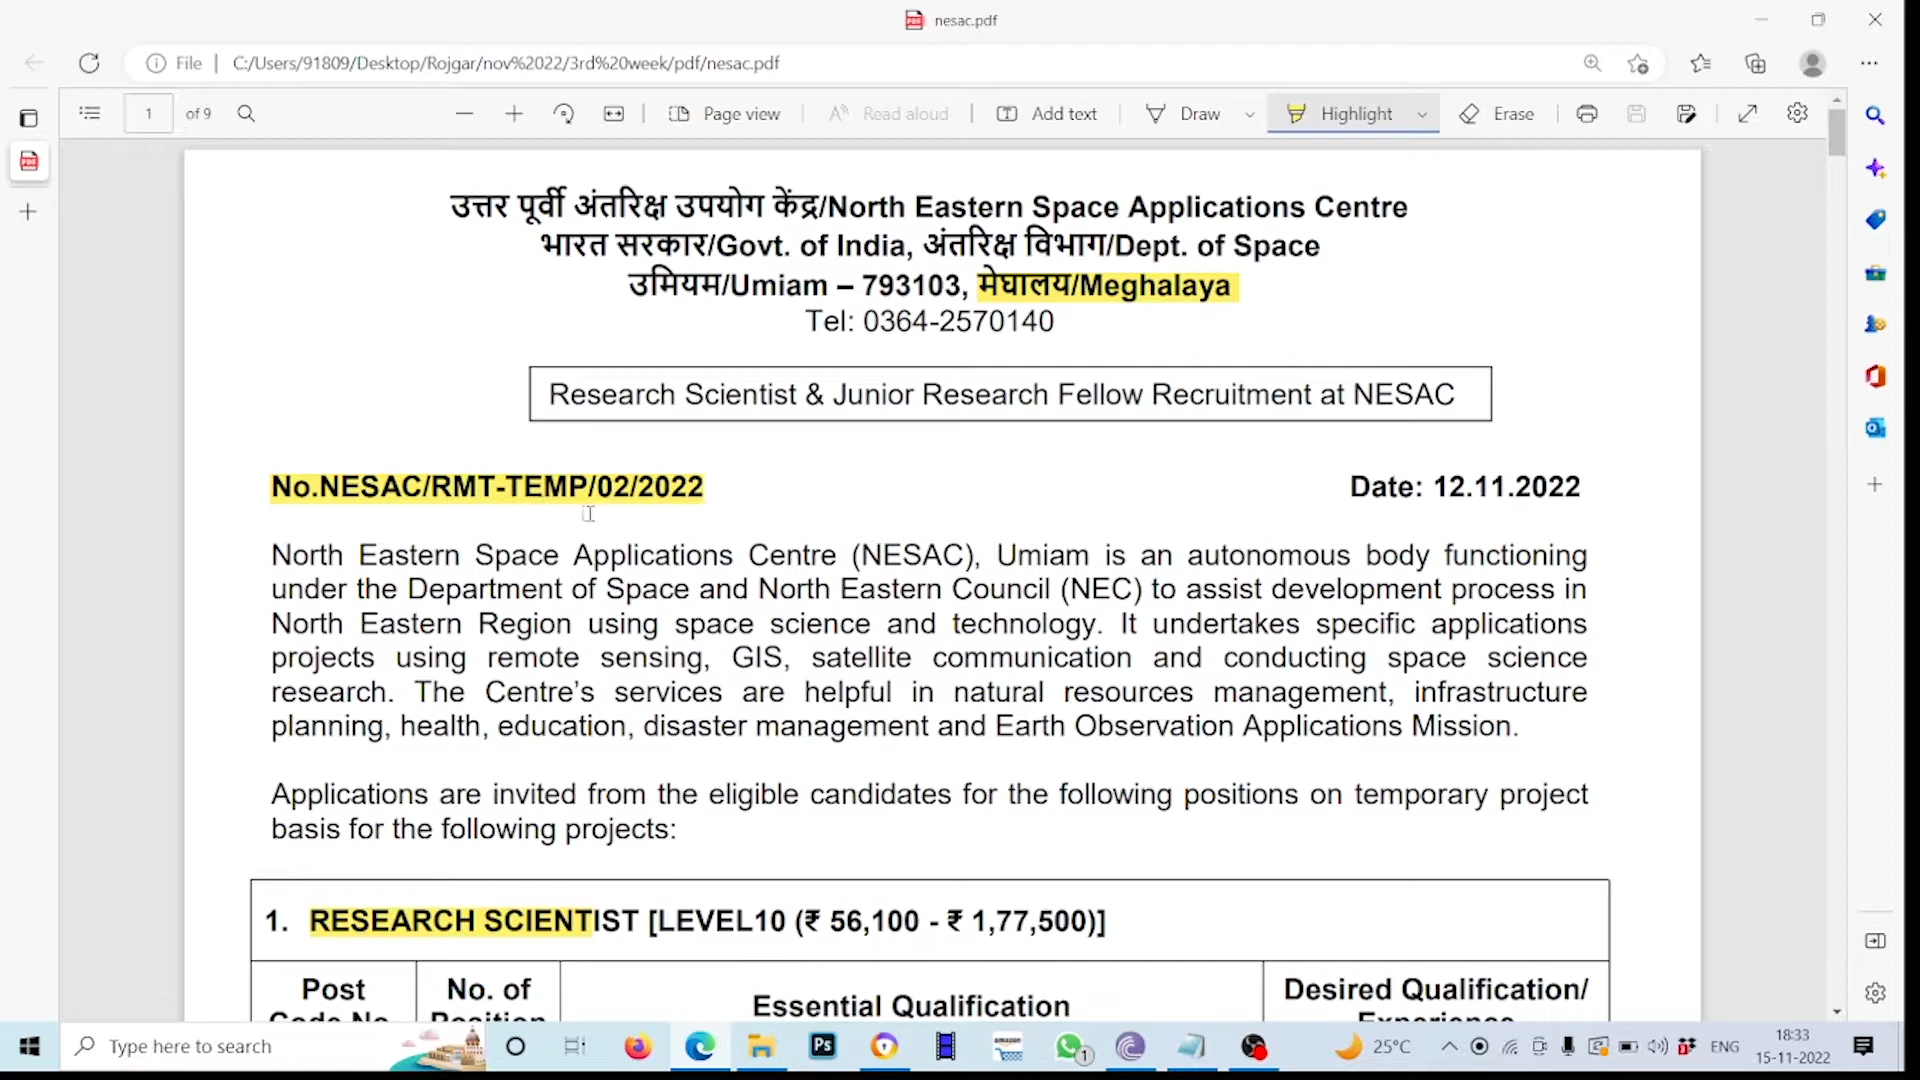 nesac.pdf
File | C:/Users/91809/Desktop/Rojgar/nov%2022/3rd%20week/pdf/nesac.pdf
1 of 9 Page view Read aloud Add text Draw Highlight Erase
उत्तर पूर्वी अंतरिक्ष उपयोग केंद्र/North Eastern Space Applications Centre
भारत सरकार/Govt. of India, अंतरिक्ष विभाग/Dept. of Space
उमियम/Umiam – 793103, मेघालय/Meghalaya
Tel: 0364-2570140
Research Scientist & Junior Research Fellow Recruitment at NESAC
No.NESAC/RMT-TEMP/02/2022 Date: 12.11.2022
North Eastern Space Applications Centre (NESAC), Umiam is an autonomous body functioning
under the Department of Space and North Eastern Council (NEC) to assist development process in
North Eastern Region using space science and technology. It undertakes specific applications
projects using remote sensing, GIS, satellite communication and conducting space science
research. The Centre's services are helpful in natural resources management, infrastructure
planning, health, education, disaster management and Earth Observation Applications Mission.
Applications are invited from the eligible candidates for the following positions on temporary project
basis for the following projects:
1. RESEARCH SCIENTIST [LEVEL10 (₹ 56,100 - ₹ 1,77,500)]
Post No. of Essential Qualification Desired Qualification/
Code No Position Experience
Type here to search 25°C ENG 18:33
15-11-2022